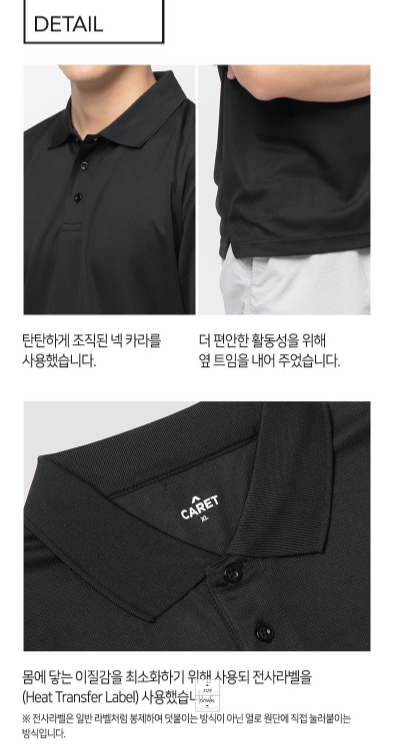 DETAIL
탄탄하게 조직된 넥 카라를
사용했습니다.
더 편안한 활동성을 위해
옆 트임을 내어 주었습니다.
CARET
XL
몸에 닿는 이질감을 최소화하기 위해 사용되 전사라벨을
(Heat Transfer Label) 사용했습니
※ 전사라벨은 일반 라벨처럼 봉제하여 덧붙이는 방식이 아닌 열로 원단에 직접 눌러붙이는
방식입니다.